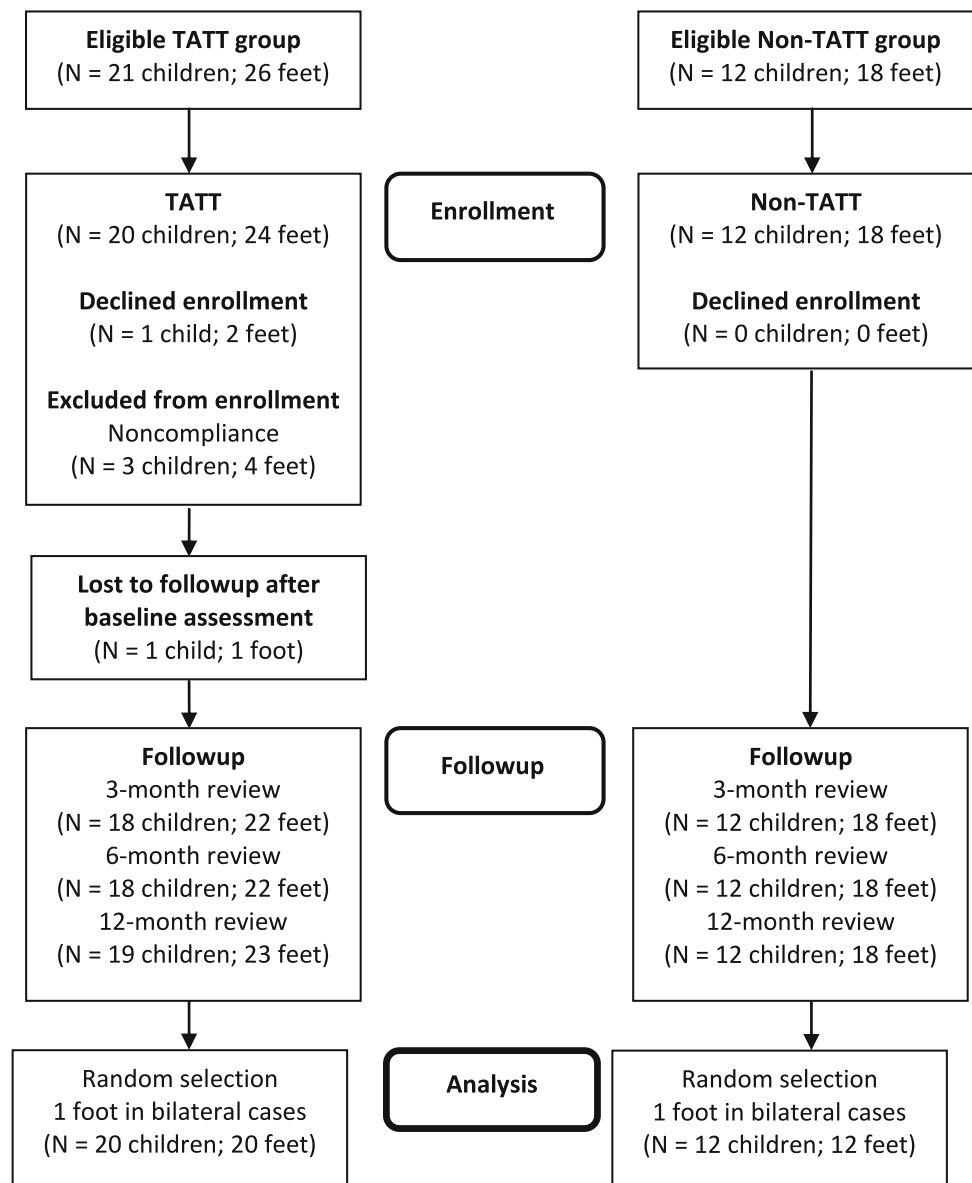 Eligible TATT group
(N = 21 children; 26 feet)
Eligible Non-TATT group
(N = 12 children; 18 feet)
TATT
(N = 20 children; 24 feet)
Declined enrollment
(N = 1 child; 2 feet)
Excluded from enrollment
Noncompliance
(N = 3 children; 4 feet)
Enrollment
Non-TATT
(N = 12 children; 18 feet)
Declined enrollment
(N = 0 children; 0 feet)
Lost to followup after
baseline assessment
(N = 1 child; 1 foot)
Followup
3-month review
(N = 18 children; 22 feet)
6-month review
(N = 18 children; 22 feet)
12-month review
(N = 19 children; 23 feet)
Followup
Followup
3-month review
(N = 12 children; 18 feet)
6-month review
(N = 12 children; 18 feet)
12-month review
(N = 12 children; 18 feet)
Random selection
1 foot in bilateral cases
(N = 20 children; 20 feet)
Analysis
Random selection
1 foot in bilateral cases
(N = 12 children; 12 feet)